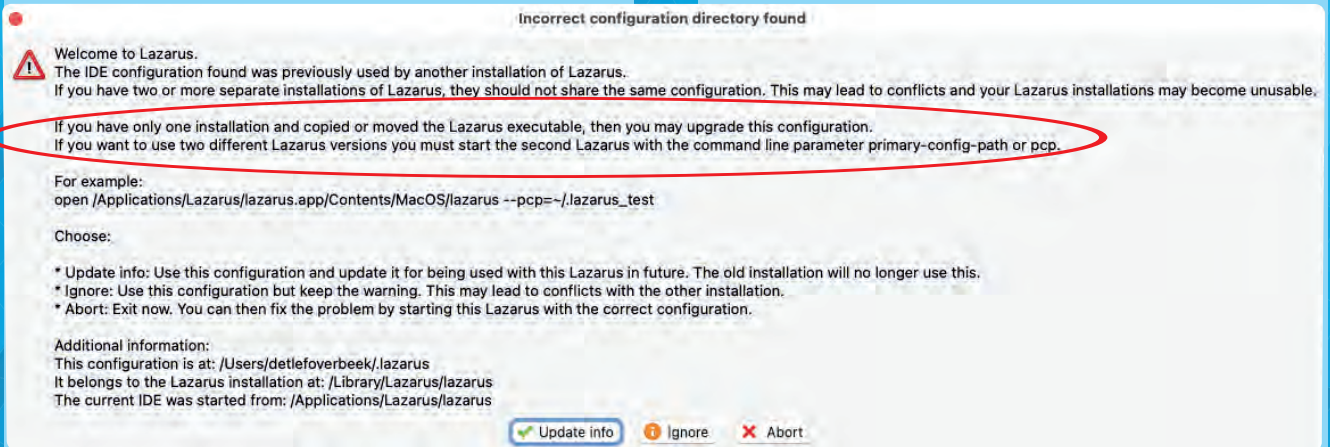 Incorrect configuration directory found
Welcome to Lazarus.
The IDE configuration found was previously used by another installation of Lazarus.
If you have two or more separate installations of Lazarus, they should not share the same configuration. This may lead to conflicts and your Lazarus installations may become unusable.
If you have only one installation and copied or moved the Lazarus executable, then you may upgrade this configuration.
If you want to use two different Lazarus versions you must start the second Lazarus with the command line parameter primary-config-path or pcp.
For example:
open /Applications/Lazarus/lazarus.app/Contents/MacOS/lazarus --pcp=~/.lazarus_test
Choose:
* Update info: Use this configuration and update it for being used with this Lazarus in future. The old installation will no longer use this.
* Ignore: Use this configuration but keep the warning. This may lead to conflicts with the other installation.
* Abort: Exit now. You can then fix the problem by starting this Lazarus with the correct configuration.
Additional information:
This configuration is at: /Users/detlefoverbeek/.lazarus
It belongs to the Lazarus installation at: /Library/Lazarus/lazarus
The current IDE was started from: /Applications/Lazarus/lazarus
Update info Ignore Abort